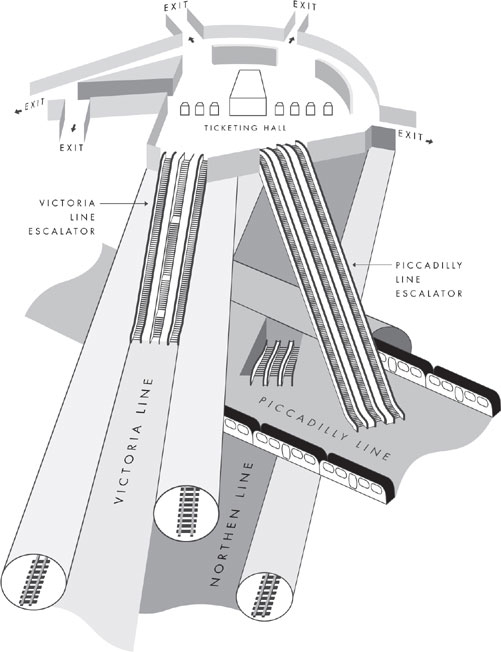 EXIT
EXIT
EXIT
EXIT
TICKETING HALL
EXIT
VICTORIA
LINE
ESCALATOR
PICCADILLY
LINE
ESCALATOR
PICCADILLY LINE
VICTORIA LINE
NORTHEN LINE